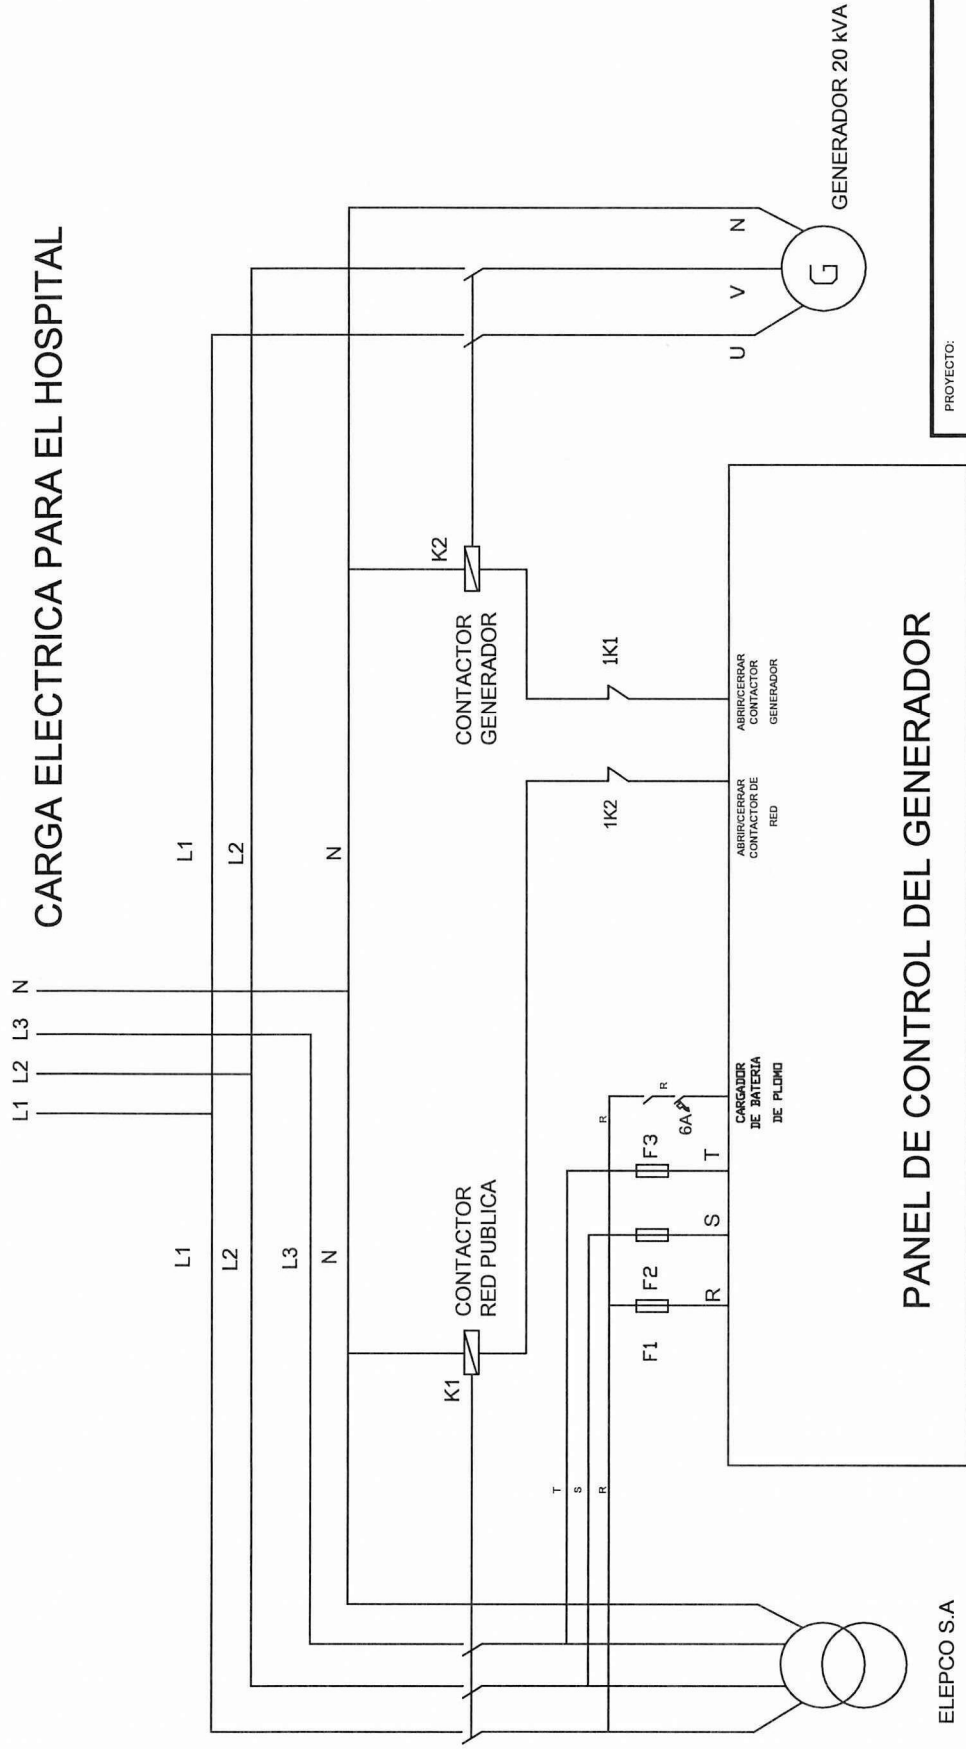 CARGA ELECTRICA PARA EL HOSPITAL
L1 L2 L3 N
L1
L2
N
L1
L2
L3
N
K1
CONTACTOR
RED PUBLICA
K2
CONTACTOR
GENERADOR
1K2
1K1
T
S
R
F1
F2
F3
R
R
6A
R
S
T
CARGADOR
DE BATERIA
DE PLOMO
ABRIR/CERRAR
CONTACTOR DE
RED
ABRIR/CERRAR
CONTACTOR
GENERADOR
U
V
N
G
GENERADOR 20 kVA
PANEL DE CONTROL DEL GENERADOR
ELEPCO S.A
PROYECTO: